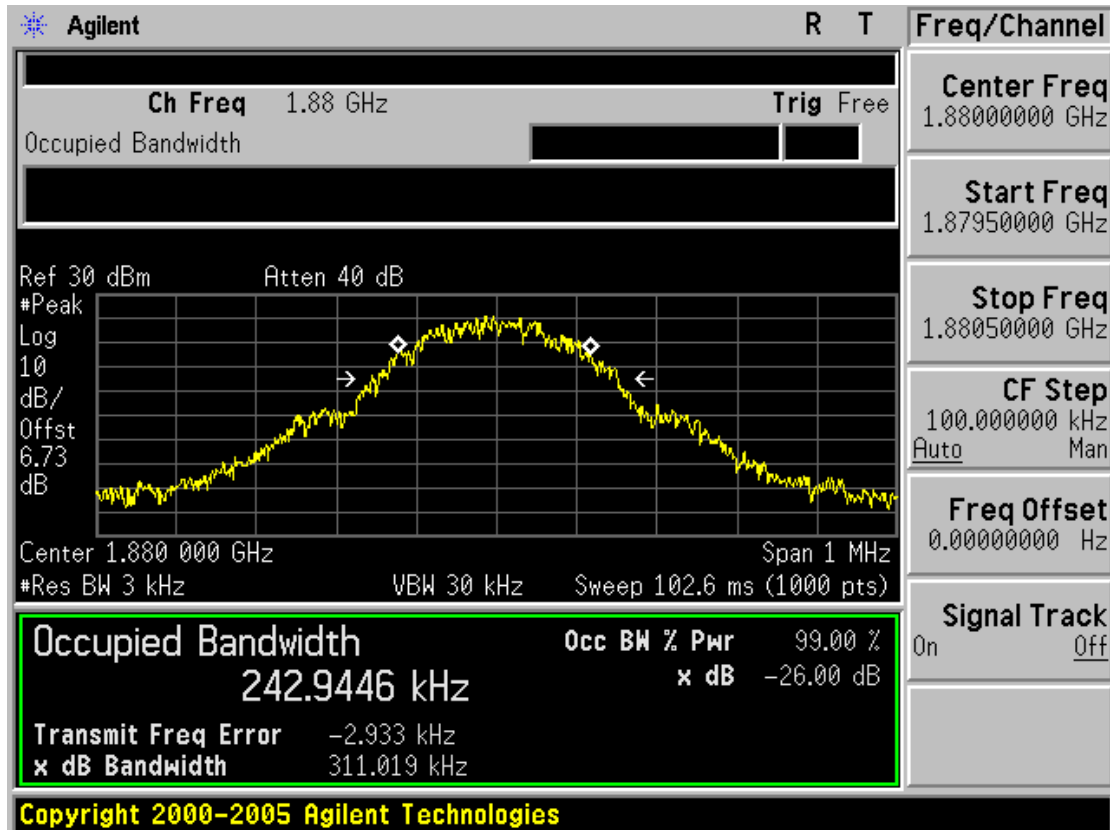 Agilent R T
Freq/Channel
Ch Freq 1.88 GHz Trig Free
Occupied Bandwidth
Center Freq
1.88000000 GHz
Start Freq
1.87950000 GHz
Stop Freq
1.88050000 GHz
CF Step
100.000000 kHz
Auto Man
Freq Offset
0.00000000 Hz
Signal Track
On Off
Ref 30 dBm Atten 40 dB
#Peak
Log
10
dB/
Offst
6.73
dB
Center 1.880 000 GHz Span 1 MHz
#Res BW 3 kHz VBW 30 kHz Sweep 102.6 ms (1000 pts)
Occupied Bandwidth
242.9446 kHz
Occ BW % Pwr 99.00 %
x dB -26.00 dB
Transmit Freq Error -2.933 kHz
x dB Bandwidth 311.019 kHz
Copyright 2000-2005 Agilent Technologies